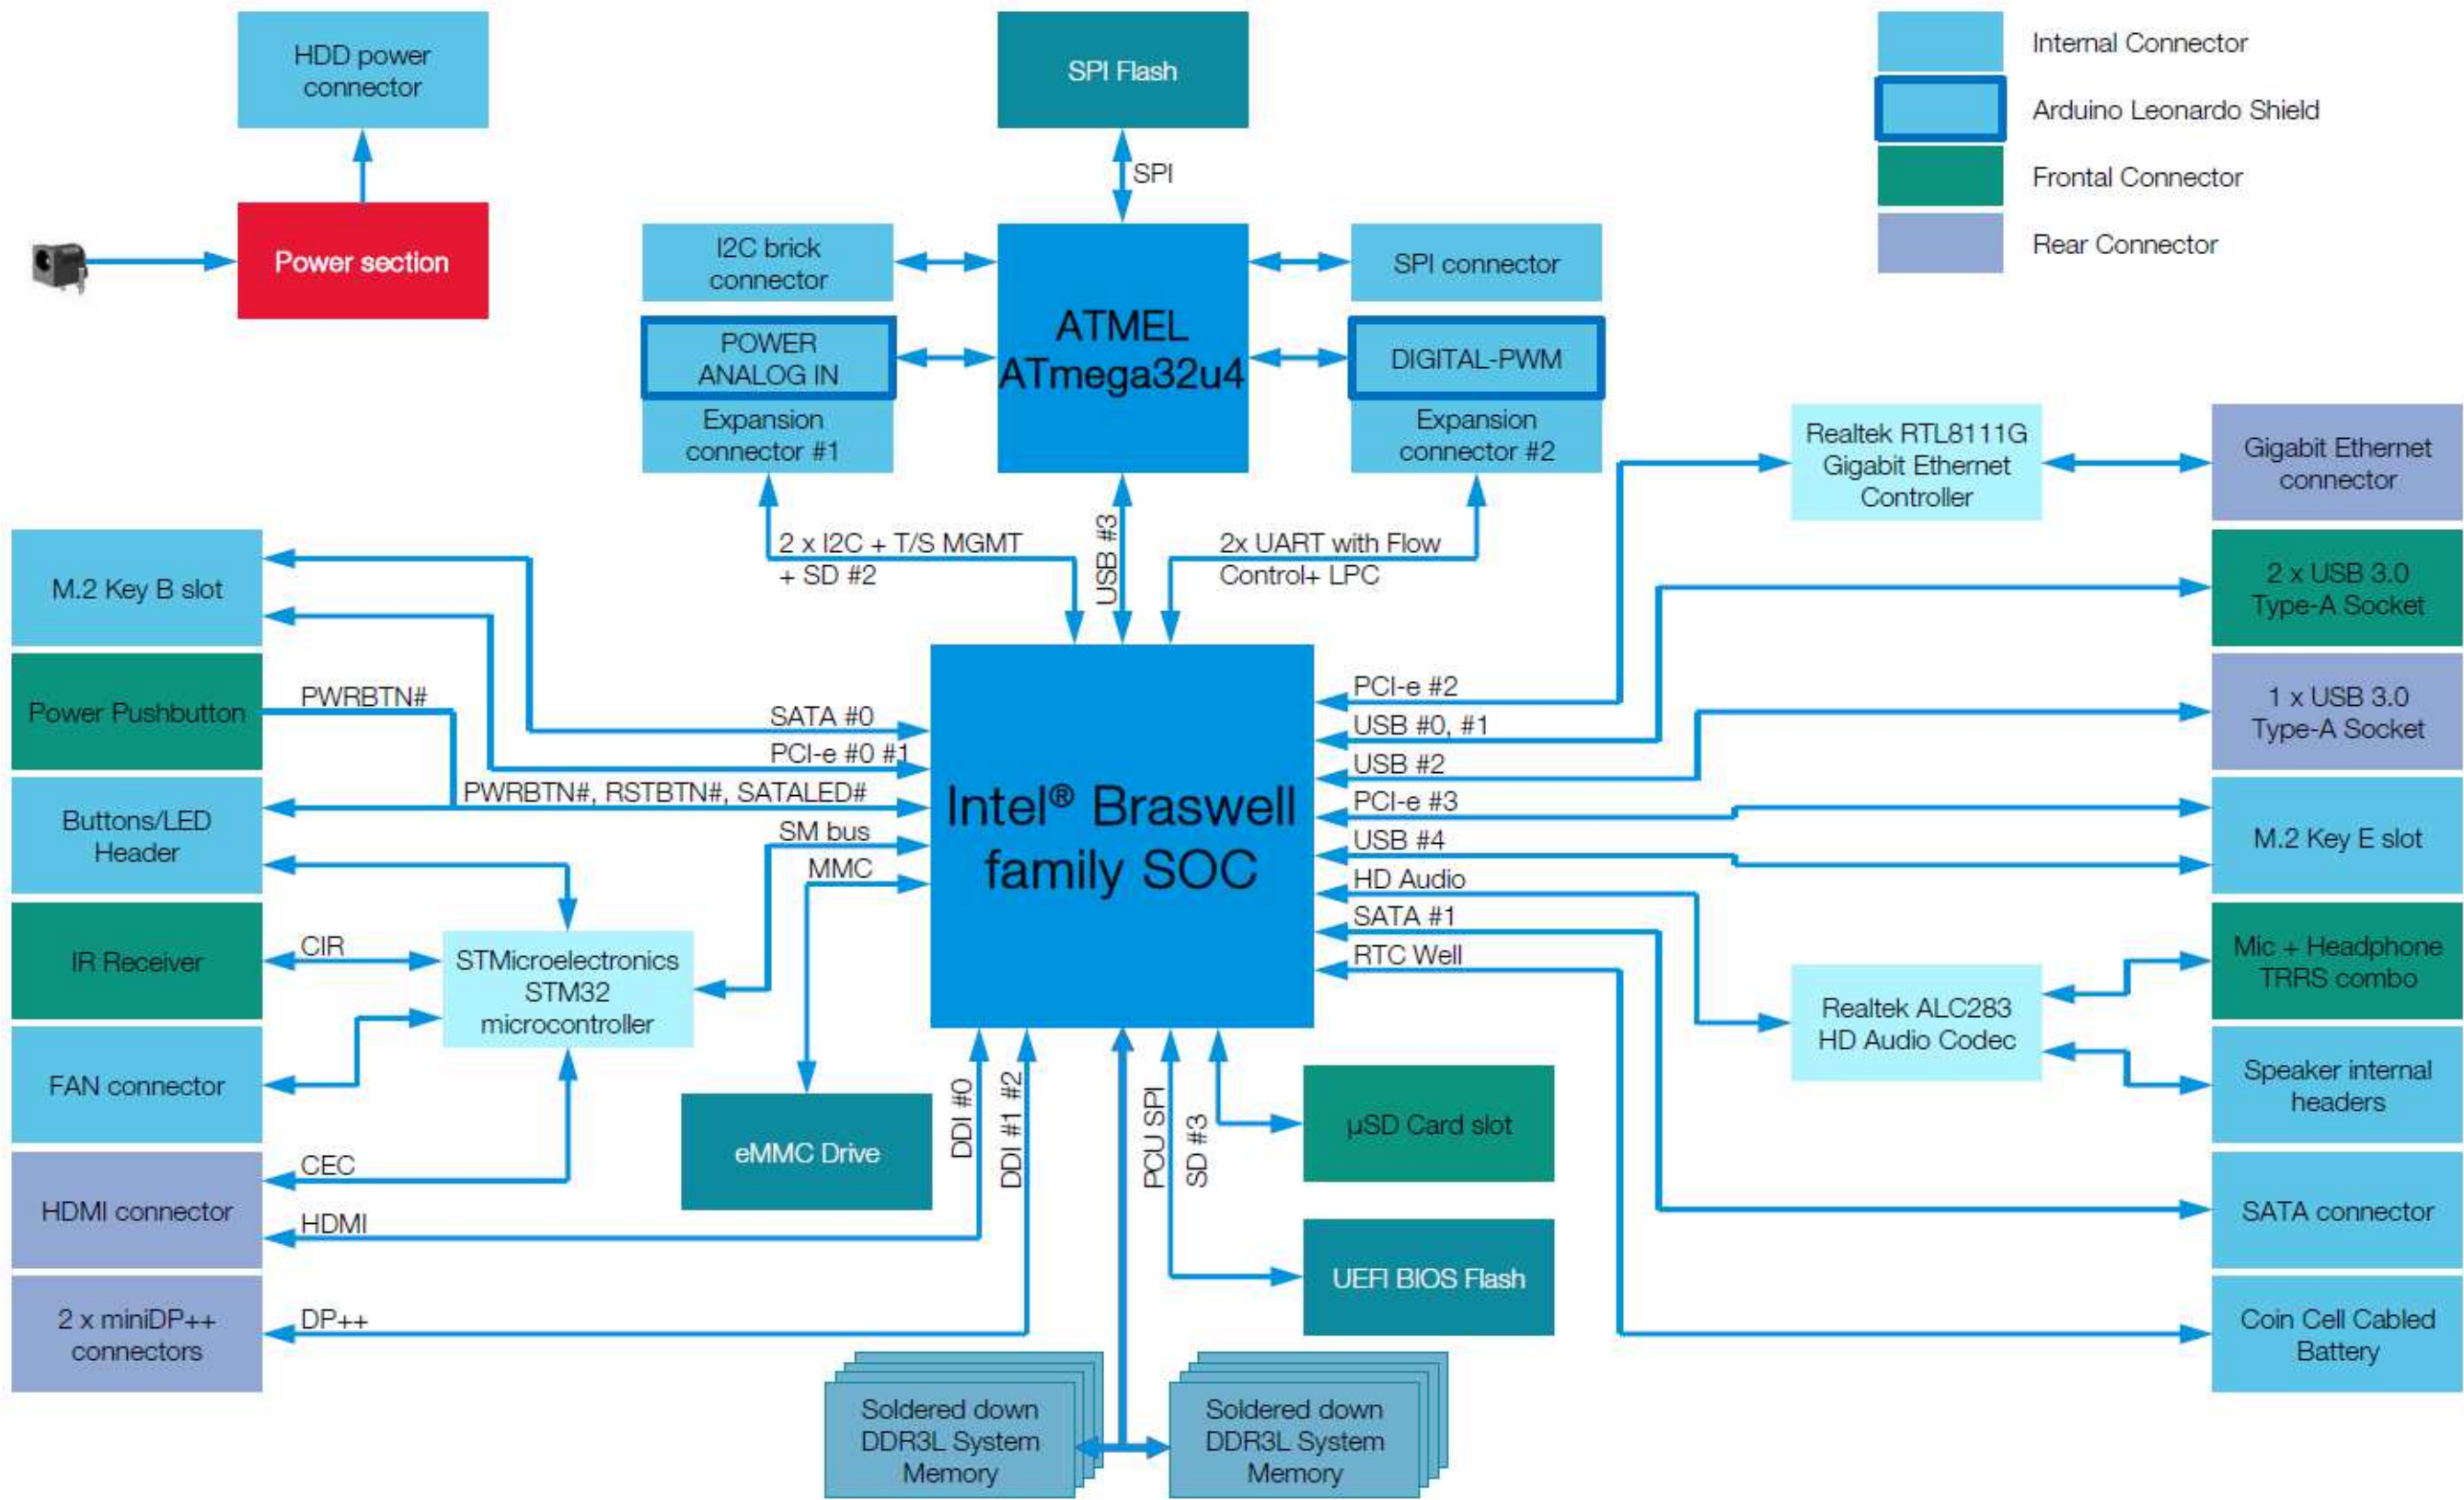 HDD power
connector
SPI Flash
Internal Connector
Arduino Leonardo Shield
Frontal Connector
Rear Connector
SPI
Power section
I2C brick
connector
SPI connector
POWER
ANALOG IN
ATMEL
ATmega32u4
DIGITAL-PWM
Expansion
connector #1
Expansion
connector #2
Realtek RTL8111G
Gigabit Ethernet
Controller
Gigabit Ethernet
connector
2 x I2C + T/S MGMT
+ SD #2
USB #3
2x UART with Flow
Control+ LPC
M.2 Key B slot
2 x USB 3.0
Type-A Socket
Power Pushbutton
PWRBTN#
1 x USB 3.0
Type-A Socket
SATA #0
PCI-e #0 #1
PWRBTN#, RSTBTN#, SATALED#
SM bus
MMC
Intel® Braswell
family SOC
PCI-e #2
USB #0, #1
USB #2
PCI-e #3
USB #4
HD Audio
SATA #1
RTC Well
Buttons/LED
Header
M.2 Key E slot
IR Receiver
CIR
STMicroelectronics
STM32
microcontroller
Mic + Headphone
TRRS combo
Realtek ALC283
HD Audio Codec
FAN connector
Speaker internal
headers
DDI #0
DDI #1 #2
PCU SPI
SD #3
µSD Card slot
eMMC Drive
CEC
HDMI connector
HDMI
SATA connector
UEFI BIOS Flash
2 x miniDP++
connectors
DP++
Coin Cell Cabled
Battery
Soldered down
DDR3L System
Memory
Soldered down
DDR3L System
Memory